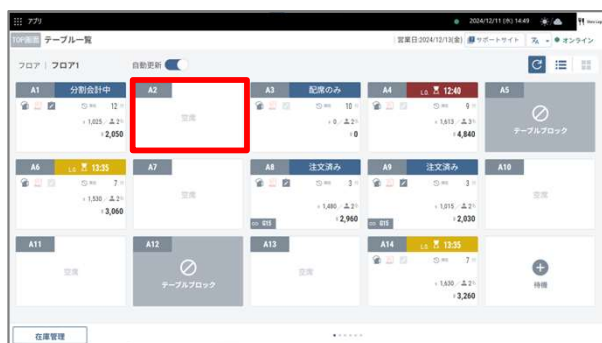 アプリ
2024/12/11 (水) 14:49
TOP画面 テーブル一覧
営業日:2024/12/13(金) サポートサイト オンライン
フロア | フロア1 自動更新
A1 分割会計中
12
1,025 2
2,050
A2
空席
A3 配席のみ
10
0 2
0
A4 L.O. 12:40
9
1,613 3
4,840
A5
テーブルブロック
A6 L.O. 13:35
7
1,530 2
3,060
A7
空席
A8 注文済み
3
1,480 2
G15 2,960
A9 注文済み
3
1,015 2
G15 2,030
A10
空席
A11
空席
A12
テーブルブロック
A13
空席
A14 L.O. 13:35
7
1,630 2
3,260
待機
在庫管理